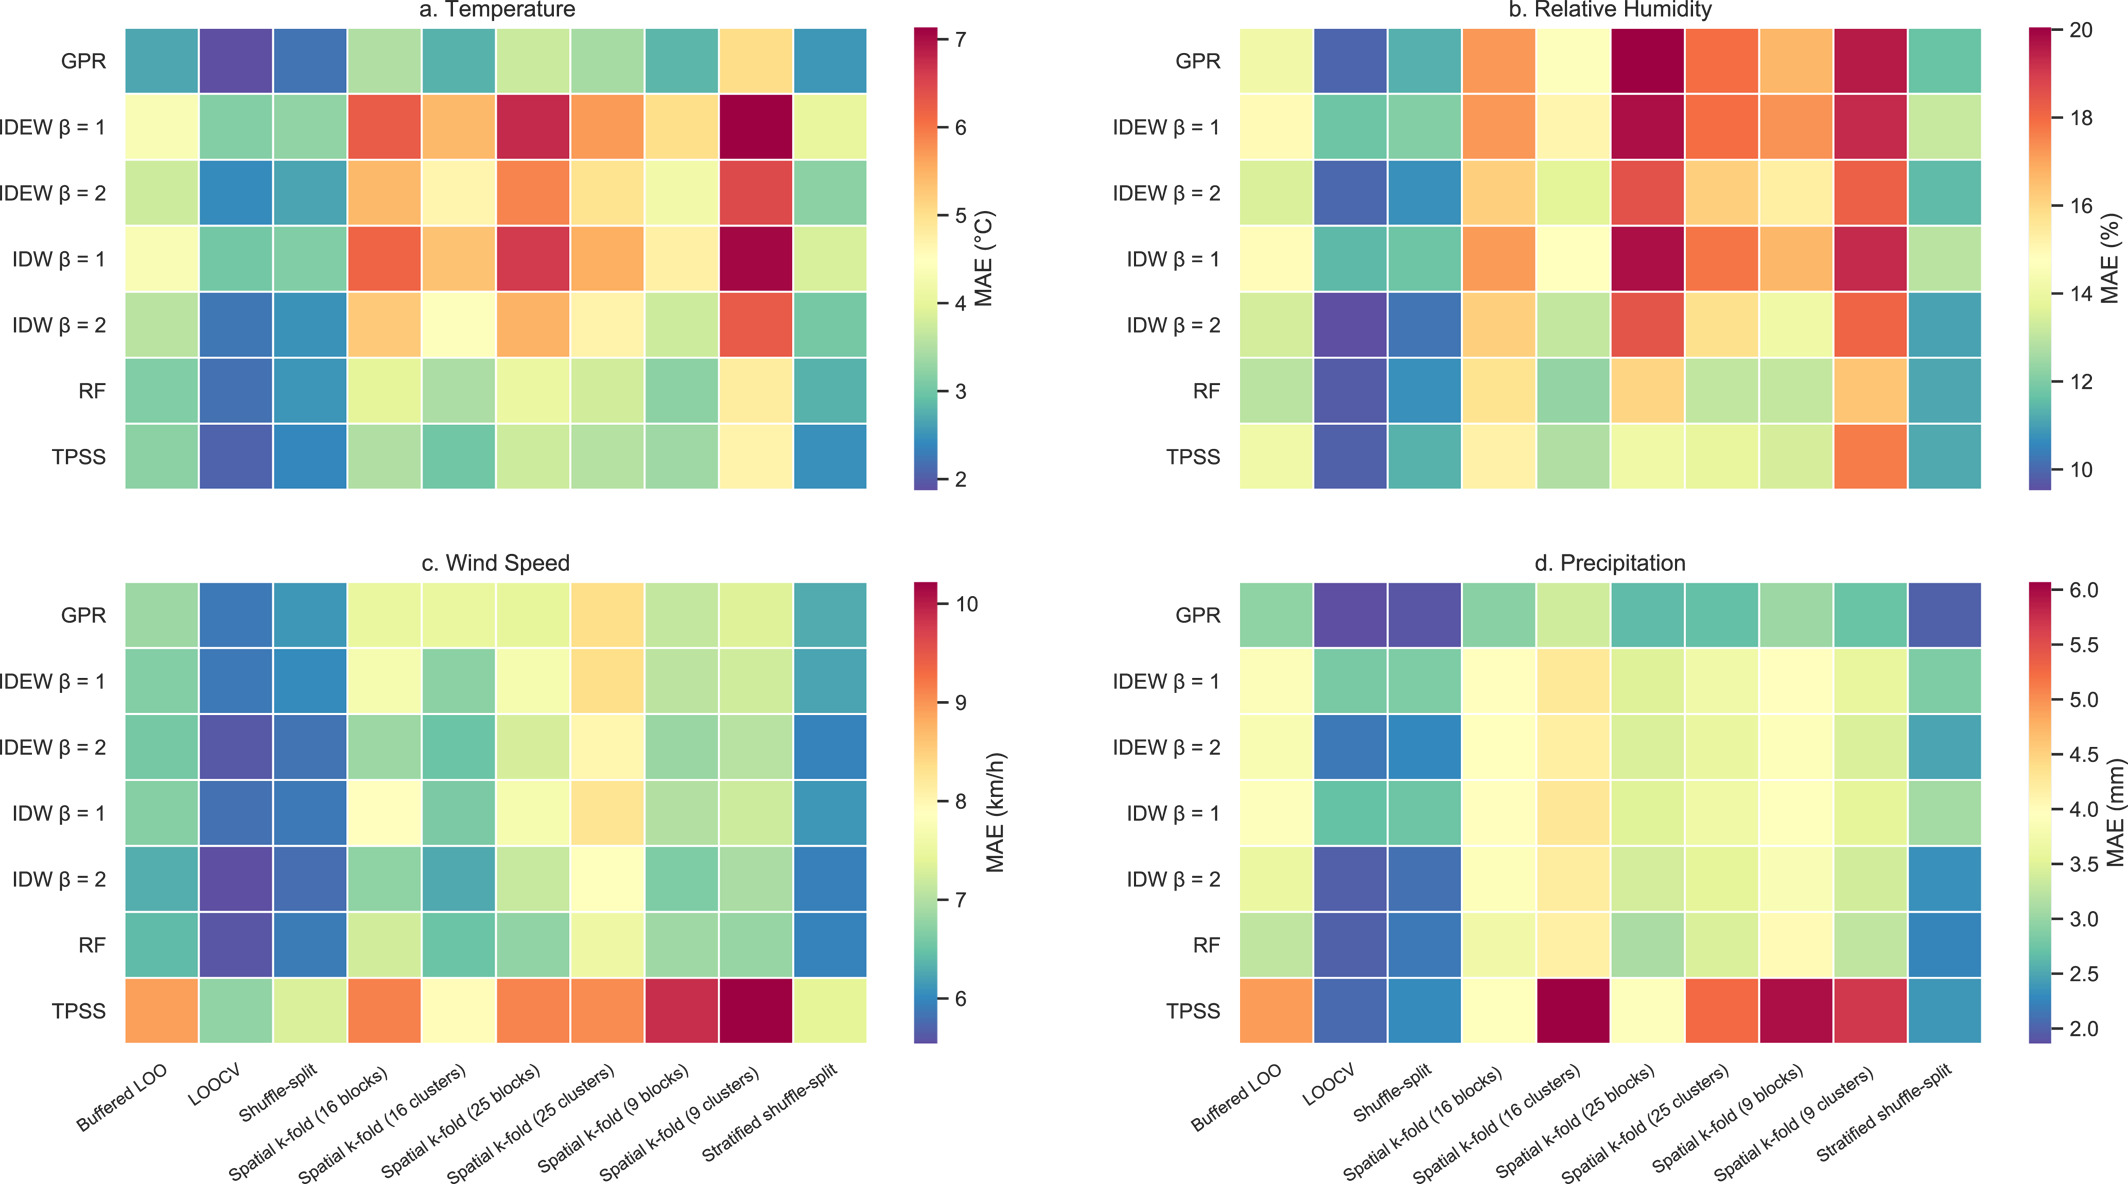 a. Temperature
GPR
IDEW β = 1
IDEW β = 2
IDW β = 1
IDW β = 2
RF
TPSS
7
6
5
4
3
2
MAE (°C)
b. Relative Humidity
GPR
IDEW β = 1
IDEW β = 2
IDW β = 1
IDW β = 2
RF
TPSS
20
18
16
14
12
10
MAE (%)
c. Wind Speed
GPR
IDEW β = 1
IDEW β = 2
IDW β = 1
IDW β = 2
RF
TPSS
10
9
8
7
6
MAE (km/h)
Buffered LOO
LOOCV
Shuffle-split
Spatial k-fold (16 blocks)
Spatial k-fold (16 clusters)
Spatial k-fold (25 blocks)
Spatial k-fold (25 clusters)
Spatial k-fold (9 blocks)
Spatial k-fold (9 clusters)
Stratified shuffle-split
d. Precipitation
GPR
IDEW β = 1
IDEW β = 2
IDW β = 1
IDW β = 2
RF
TPSS
6.0
5.5
5.0
4.5
4.0
3.5
3.0
2.5
2.0
MAE (mm)
Buffered LOO
LOOCV
Shuffle-split
Spatial k-fold (16 blocks)
Spatial k-fold (16 clusters)
Spatial k-fold (25 blocks)
Spatial k-fold (25 clusters)
Spatial k-fold (9 blocks)
Spatial k-fold (9 clusters)
Stratified shuffle-split